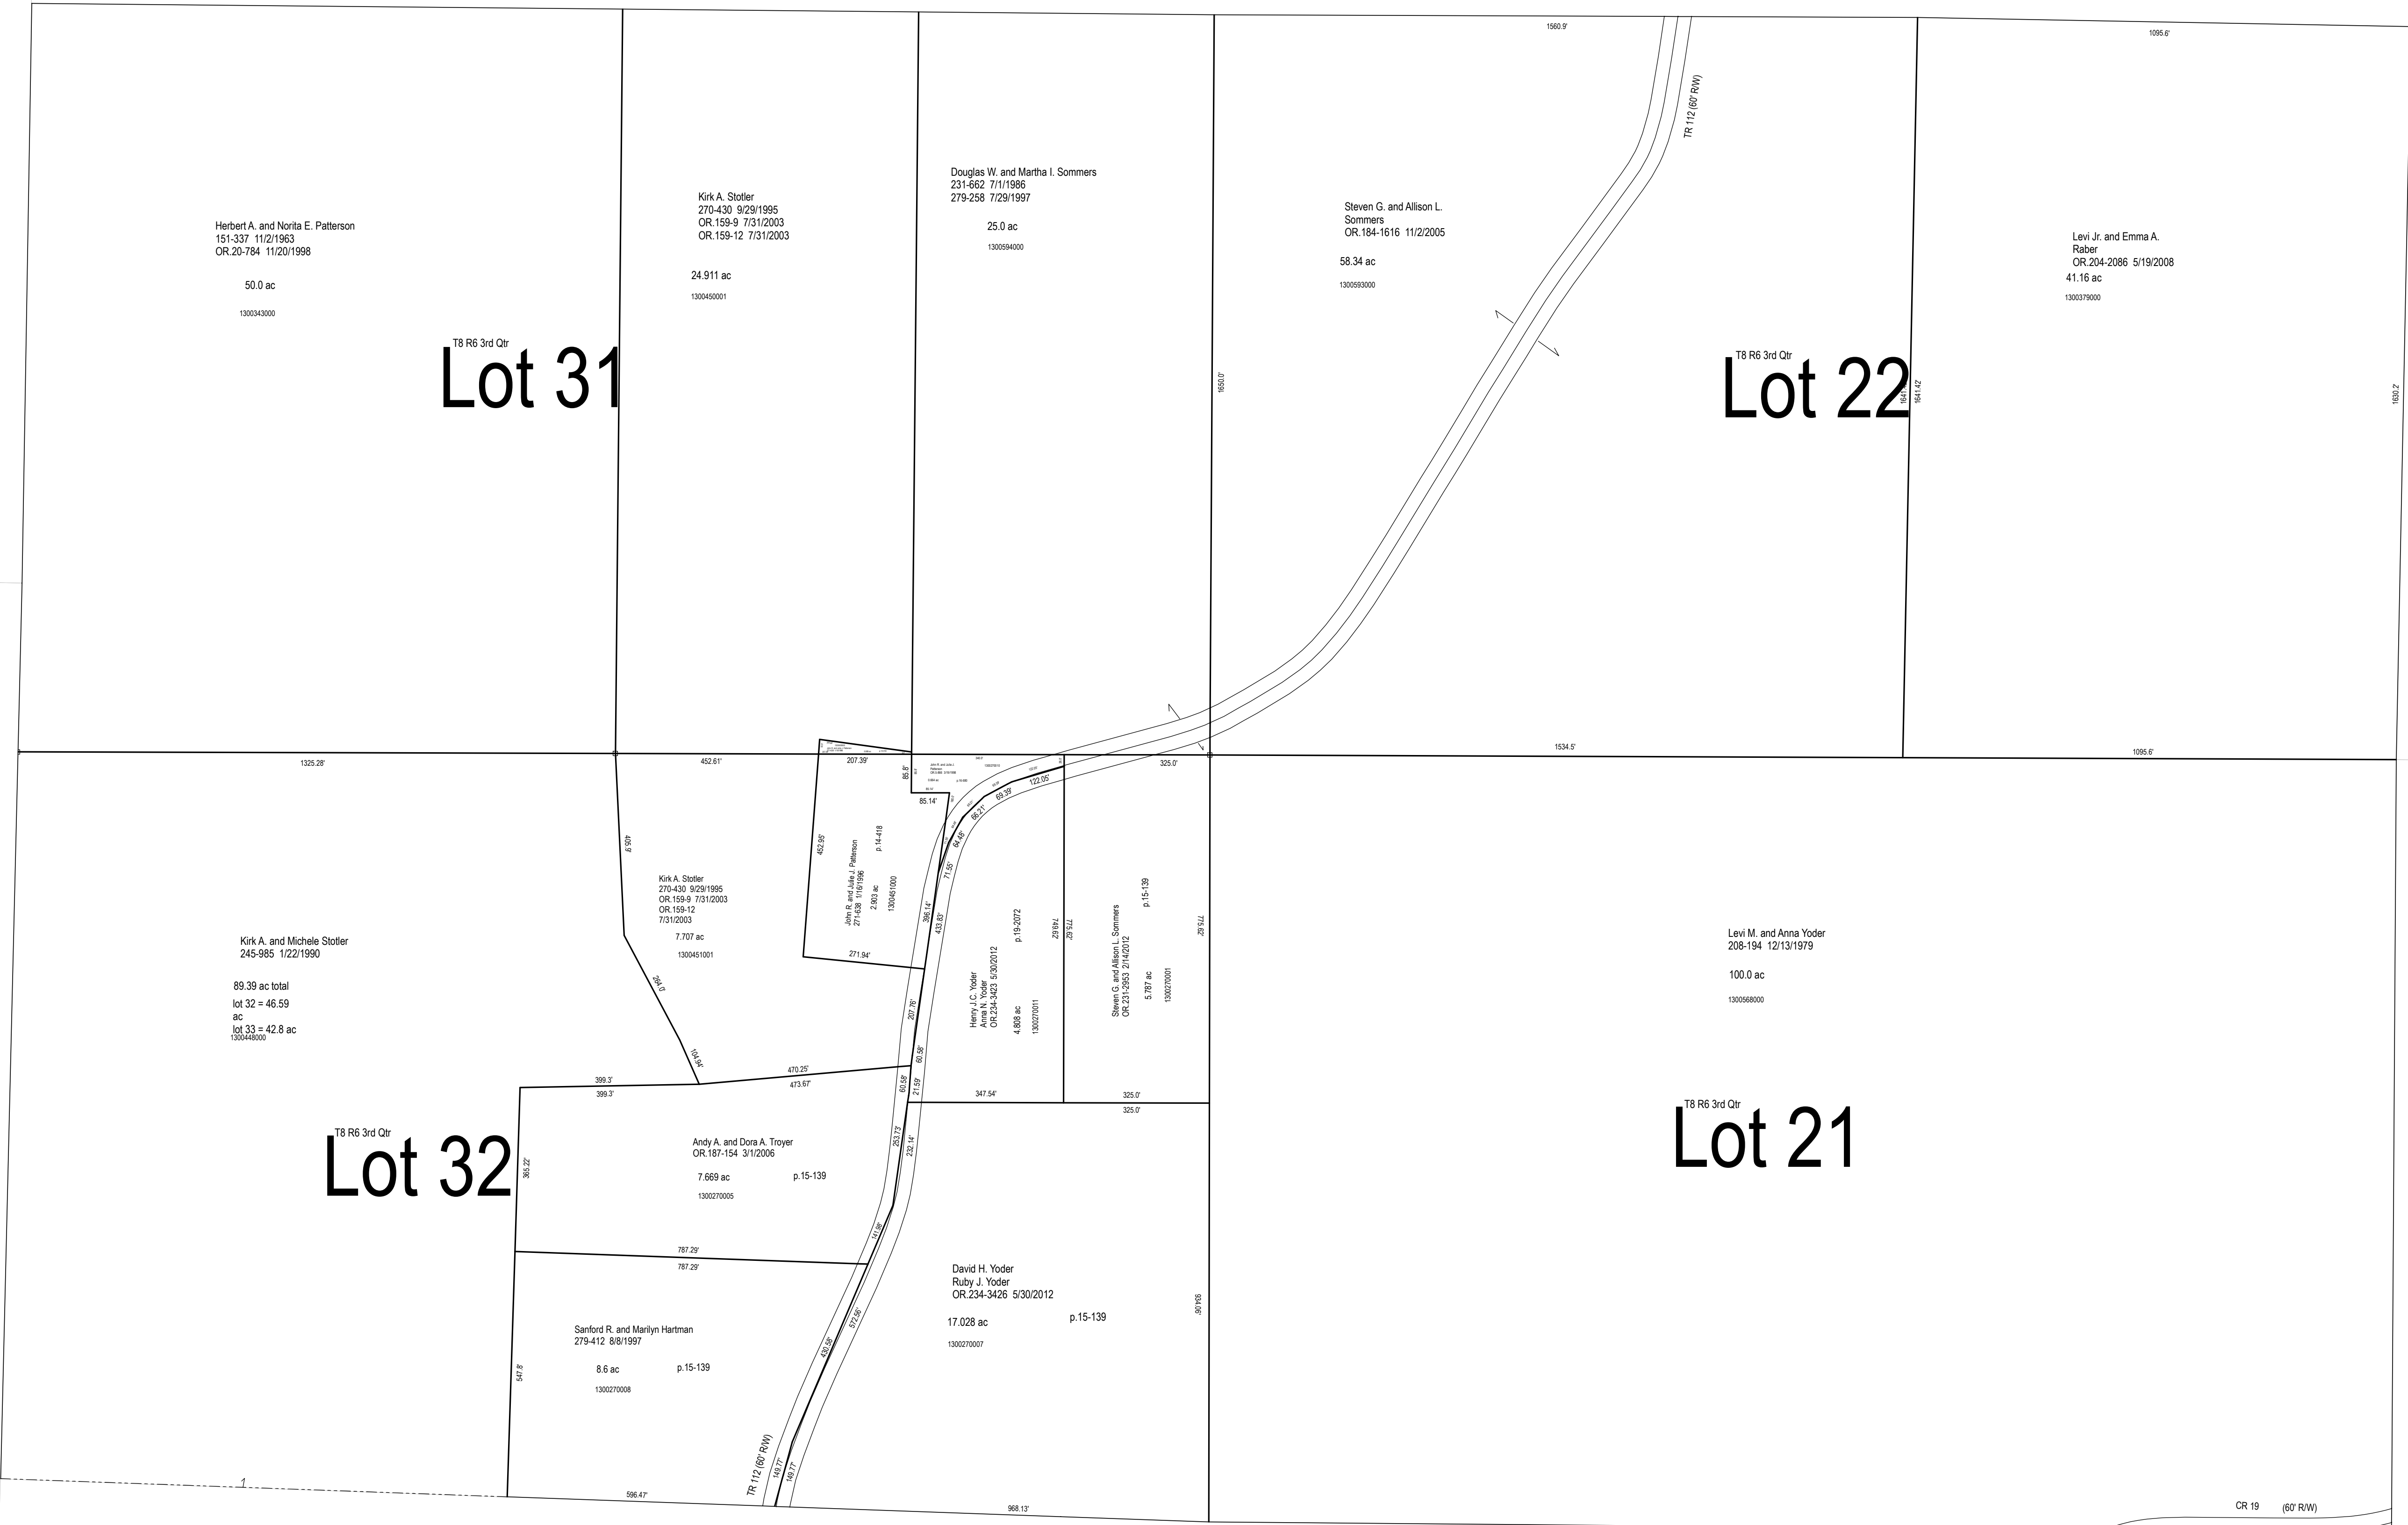 1560.9'
1095.6'
TR 112 (60' R/W)
Herbert A. and Norita E. Patterson
151-337 11/2/1963
OR.20-784 11/20/1998
50.0 ac
1300343000
Kirk A. Stotler
270-430 9/29/1995
OR.159-9 7/31/2003
OR.159-12 7/31/2003
24.911 ac
1300450001
Douglas W. and Martha I. Sommers
231-662 7/1/1986
279-258 7/29/1997
25.0 ac
1300594000
Steven G. and Allison L.
Sommers
OR.184-1616 11/2/2005
58.34 ac
1300593000
Levi Jr. and Emma A.
Raber
OR.204-2086 5/19/2008
41.16 ac
1300379000
T8 R6 3rd Qtr
Lot 31
T8 R6 3rd Qtr
Lot 22
1650.0'
1641.42'
1630.2'
1325.28'
452.61'
207.39'
325.0'
1534.5'
1095.6'
85.8'
85.14'
122.05'
69.39'
66.21'
64.48'
71.55'
406.9'
452.95'
John R. and Julie J. Patterson
271-638 1/16/1996
p.14-418
2.903 ac
1300451000
271.94'
396.14'
433.83'
Kirk A. Stotler
270-430 9/29/1995
OR.159-9 7/31/2003
OR.159-12
7/31/2003
7.707 ac
1300451001
264.0'
104.94'
Henry J.C. Yoder
Anna N. Yoder
OR.234-3423 5/30/2012
p.19-2072
4.808 ac
1300270011
749.62'
775.62'
Steven G. and Allison L. Sommers
OR.231-2953 2/14/2012
p.15-139
5.787 ac
1300270001
775.62'
Kirk A. and Michele Stotler
245-985 1/22/1990
89.39 ac total
lot 32 = 46.59
ac
lot 33 = 42.8 ac
1300448000
Levi M. and Anna Yoder
208-194 12/13/1979
100.0 ac
1300568000
207.76'
60.58'
60.58'
21.59'
399.3'
399.3'
470.25'
473.67'
347.54'
325.0'
325.0'
T8 R6 3rd Qtr
Lot 32
T8 R6 3rd Qtr
Lot 21
365.22'
Andy A. and Dora A. Troyer
OR.187-154 3/1/2006
7.669 ac
p.15-139
1300270005
253.73'
232.14'
141.98'
787.29'
787.29'
David H. Yoder
Ruby J. Yoder
OR.234-3426 5/30/2012
17.028 ac
p.15-139
1300270007
934.06'
Sanford R. and Marilyn Hartman
279-412 8/8/1997
8.6 ac
p.15-139
1300270008
547.8'
430.58'
572.56'
TR 112 (60' R/W)
149.77'
149.77'
596.47'
968.13'
CR 19 (60' R/W)